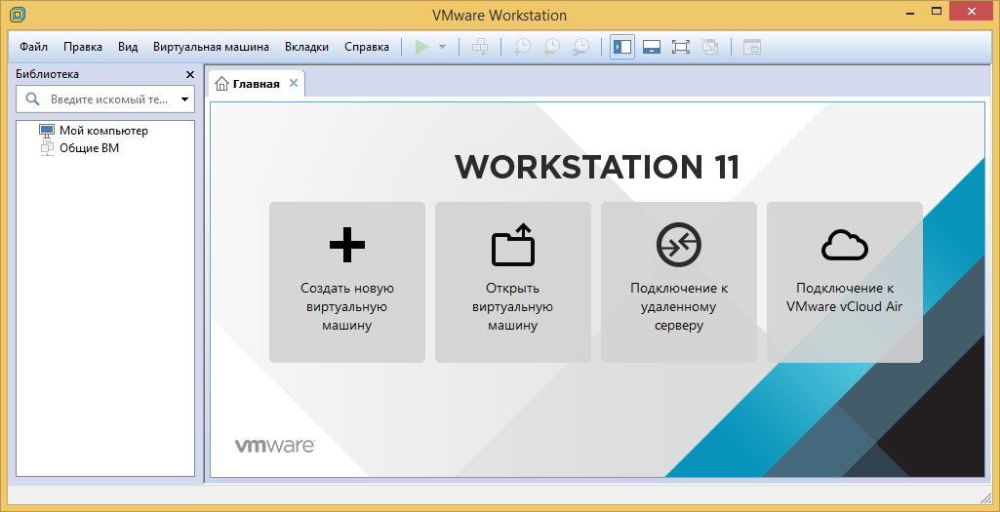 VMware Workstation
Файл Правка Вид Виртуальная машина Вкладки Справка
Библиотека
Введите искомый те...
Мой компьютер
Общие ВМ
Главная
WORKSTATION 11
Создать новую
виртуальную
машину
Открыть
виртуальную
машину
Подключение к
удаленному
серверу
Подключение к
VMware vCloud Air
vmware